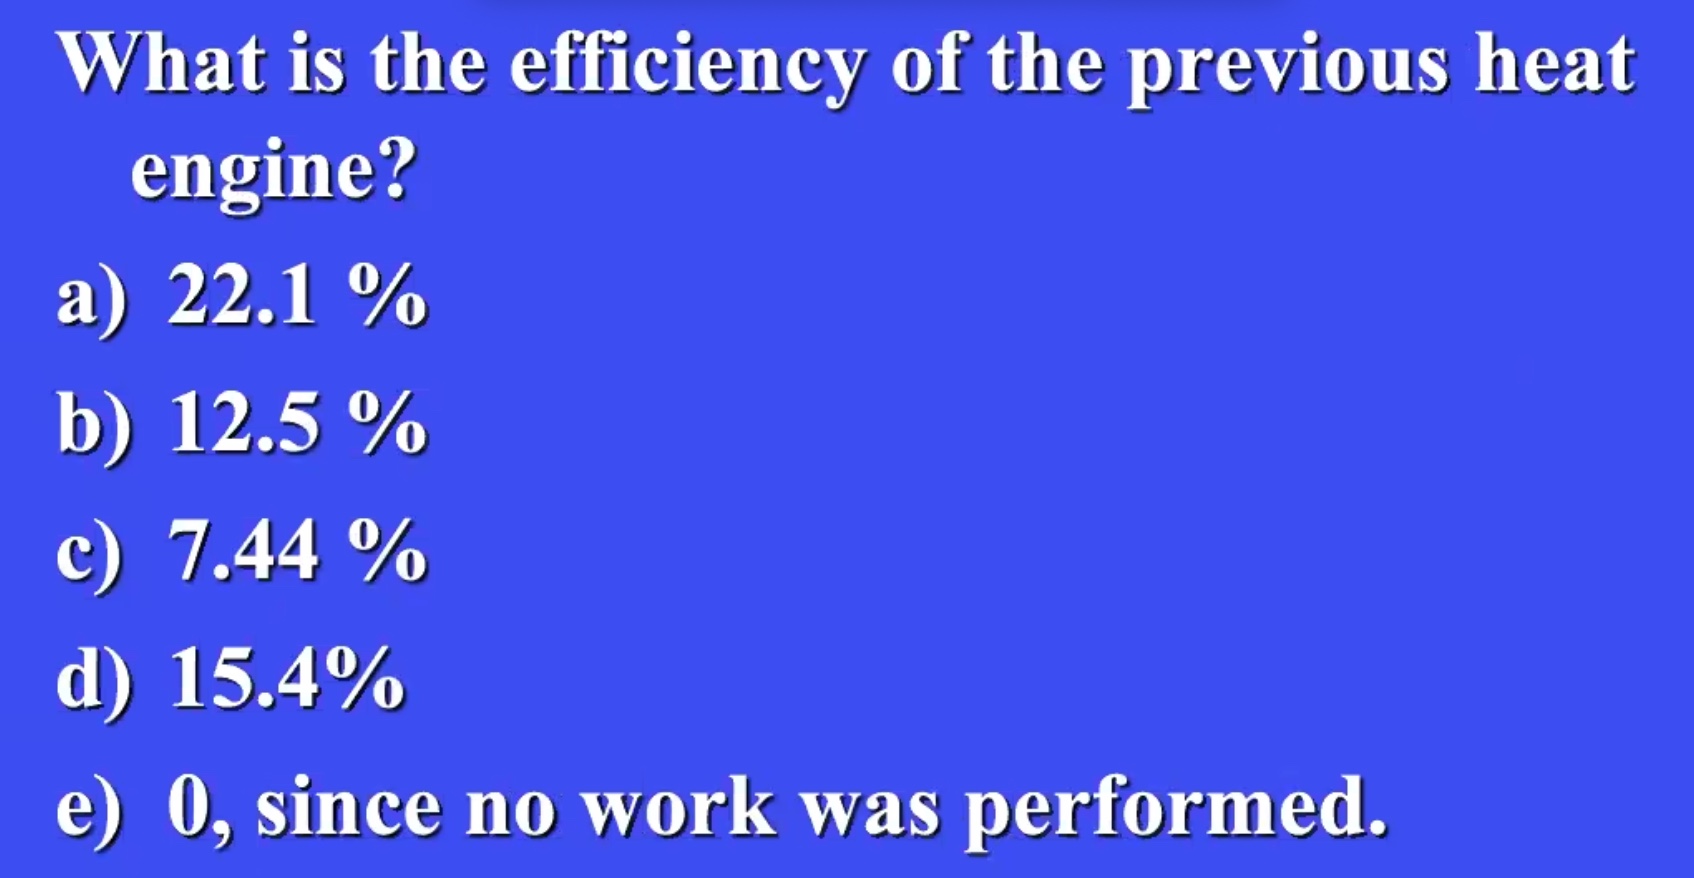 What is the efficiency of the previous heat
engine?
a) 22.1 %
b) 12.5 %
c) 7.44 %
d) 15.4%
e) 0, since no work was performed.